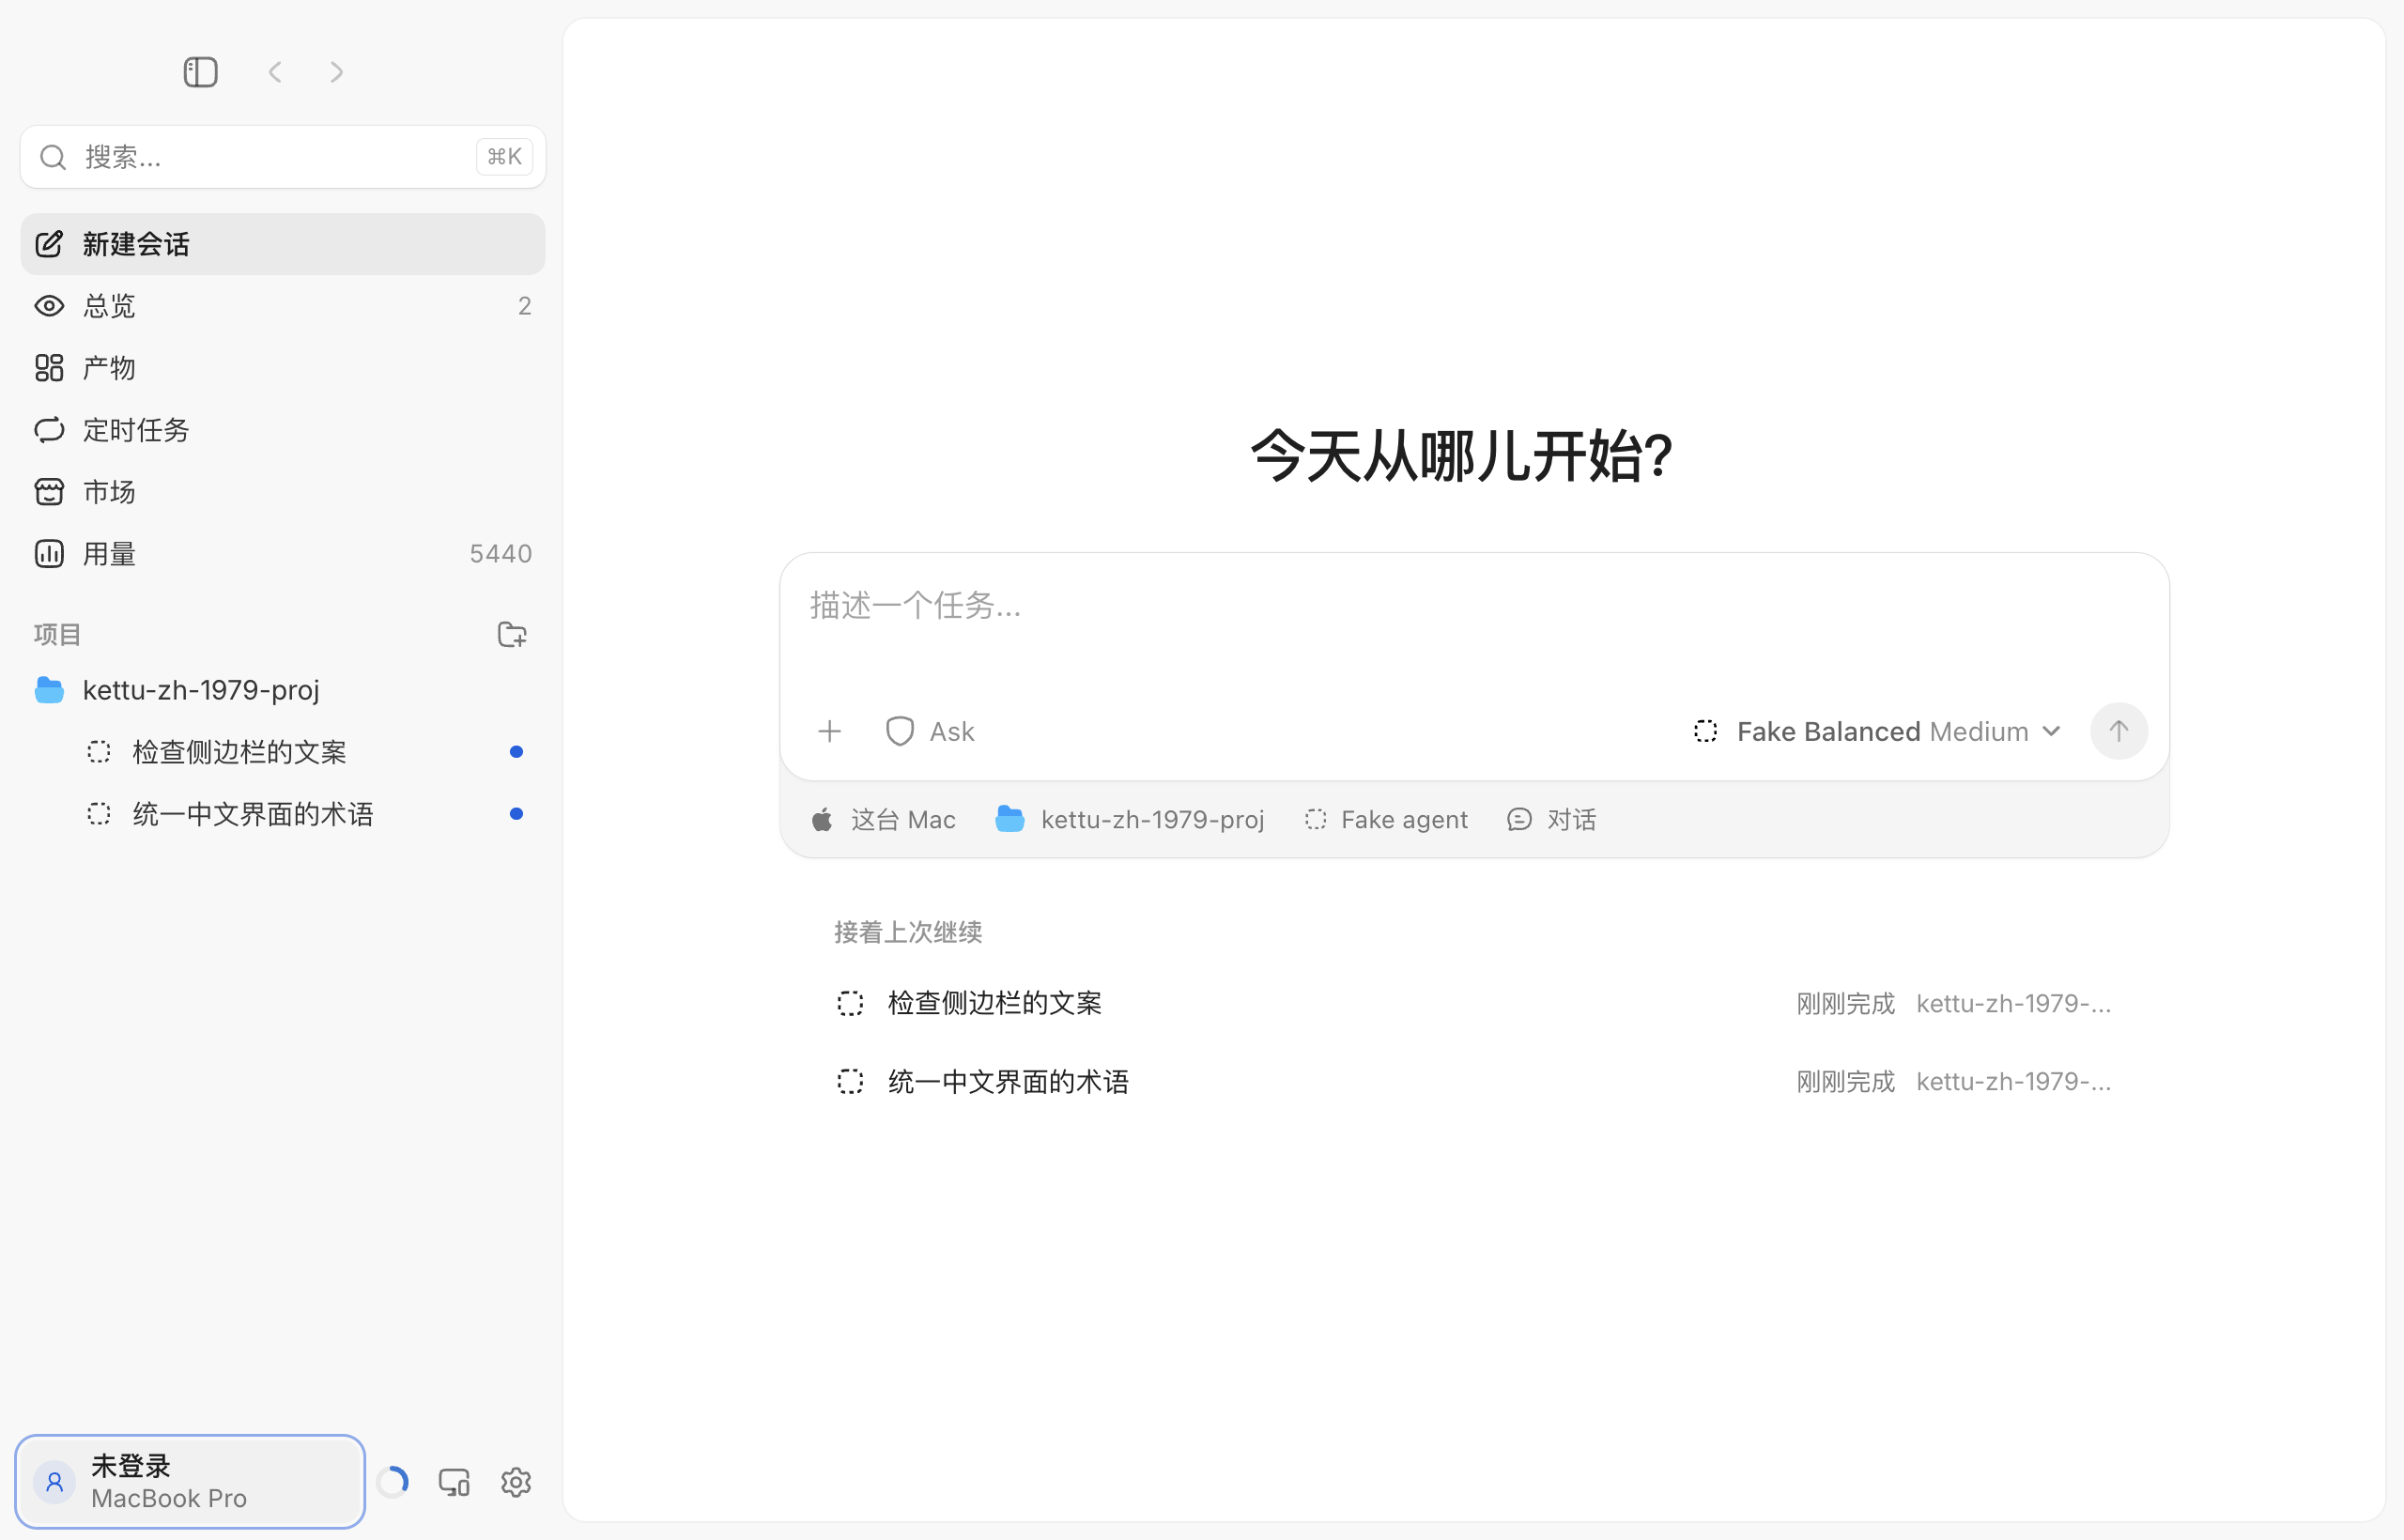 搜索...
⌘K
新建会话
总览 2
产物
定时任务
市场
用量 5440
项目
kettu-zh-1979-proj
检查侧边栏的文案
统一中文界面的术语
未登录
MacBook Pro
今天从哪儿开始?
描述一个任务...
Ask
Fake Balanced Medium
这台 Mac kettu-zh-1979-proj Fake agent 对话
接着上次继续
检查侧边栏的文案 刚刚完成 kettu-zh-1979-...
统一中文界面的术语 刚刚完成 kettu-zh-1979-...